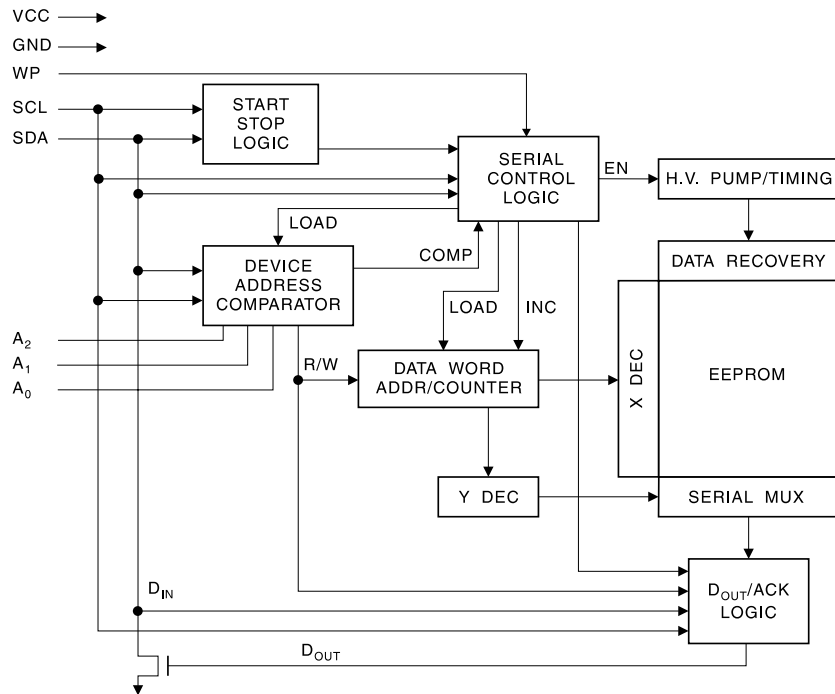 VCC
GND
WP
SCL
SDA
START
STOP
LOGIC
SERIAL
CONTROL
LOGIC
EN
H.V. PUMP/TIMING
LOAD
COMP
DEVICE
ADDRESS
COMPARATOR
DATA RECOVERY
LOAD
INC
A2
A1
A0
R/W
DATA WORD
ADDR/COUNTER
X DEC
EEPROM
Y DEC
SERIAL MUX
DIN
DOUT/ACK
LOGIC
DOUT